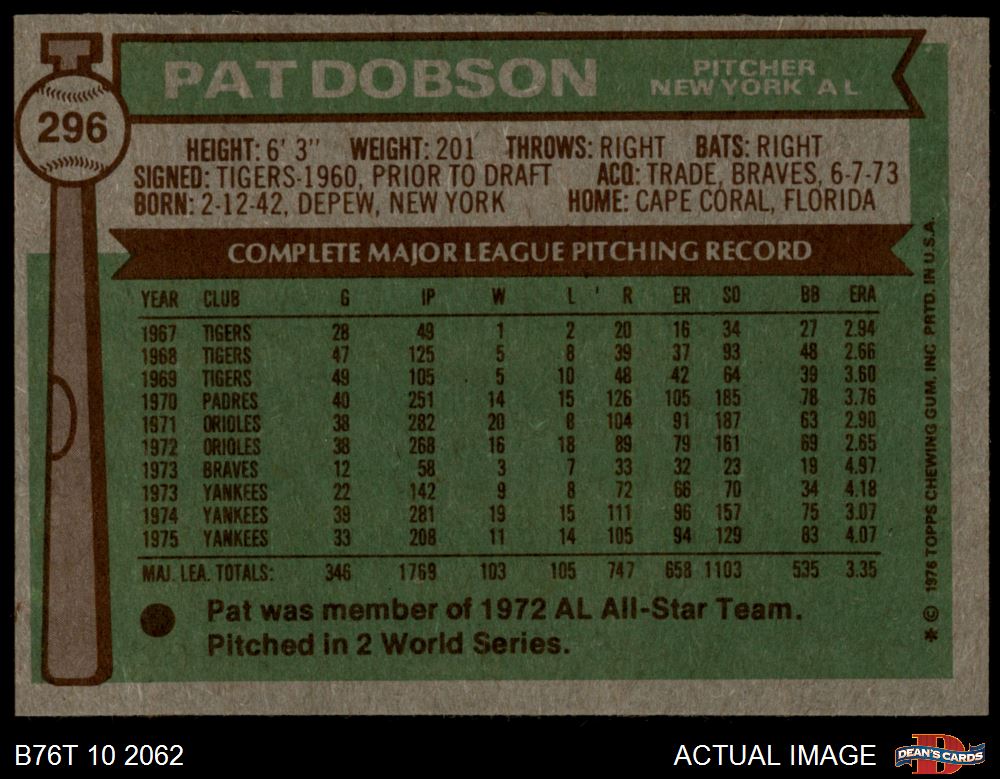 PAT DOBSON
PITCHER
NEW YORK A L
296
HEIGHT: 6' 3" WEIGHT: 201 THROWS: RIGHT BATS: RIGHT
SIGNED: TIGERS-1960, PRIOR TO DRAFT ACQ: TRADE, BRAVES, 6-7-73
BORN: 2-12-42, DEPEW, NEW YORK HOME: CAPE CORAL, FLORIDA
COMPLETE MAJOR LEAGUE PITCHING RECORD
YEAR CLUB G IP W L R ER SO BB ERA
1967 TIGERS 28 49 1 2 20 16 34 27 2.94
1968 TIGERS 47 125 5 8 39 37 93 48 2.66
1969 TIGERS 49 105 5 10 48 42 64 39 3.60
1970 PADRES 40 251 14 15 126 105 185 78 3.76
1971 ORIOLES 38 282 20 8 104 91 187 63 2.90
1972 ORIOLES 38 268 16 18 89 79 161 69 2.65
1973 BRAVES 12 58 3 7 33 32 23 19 4.97
1973 YANKEES 22 142 9 8 72 66 70 34 4.18
1974 YANKEES 39 281 19 15 111 96 157 75 3.07
1975 YANKEES 33 208 11 14 105 94 129 83 4.07
MAJ. LEA. TOTALS: 346 1769 103 105 747 658 1103 535 3.35
Pat was member of 1972 AL All-Star Team.
Pitched in 2 World Series.
* © 1976 TOPPS CHEWING GUM, INC PRTD. IN U.S.A.
B76T 10 2062
ACTUAL IMAGE
DEAN'S CARDS